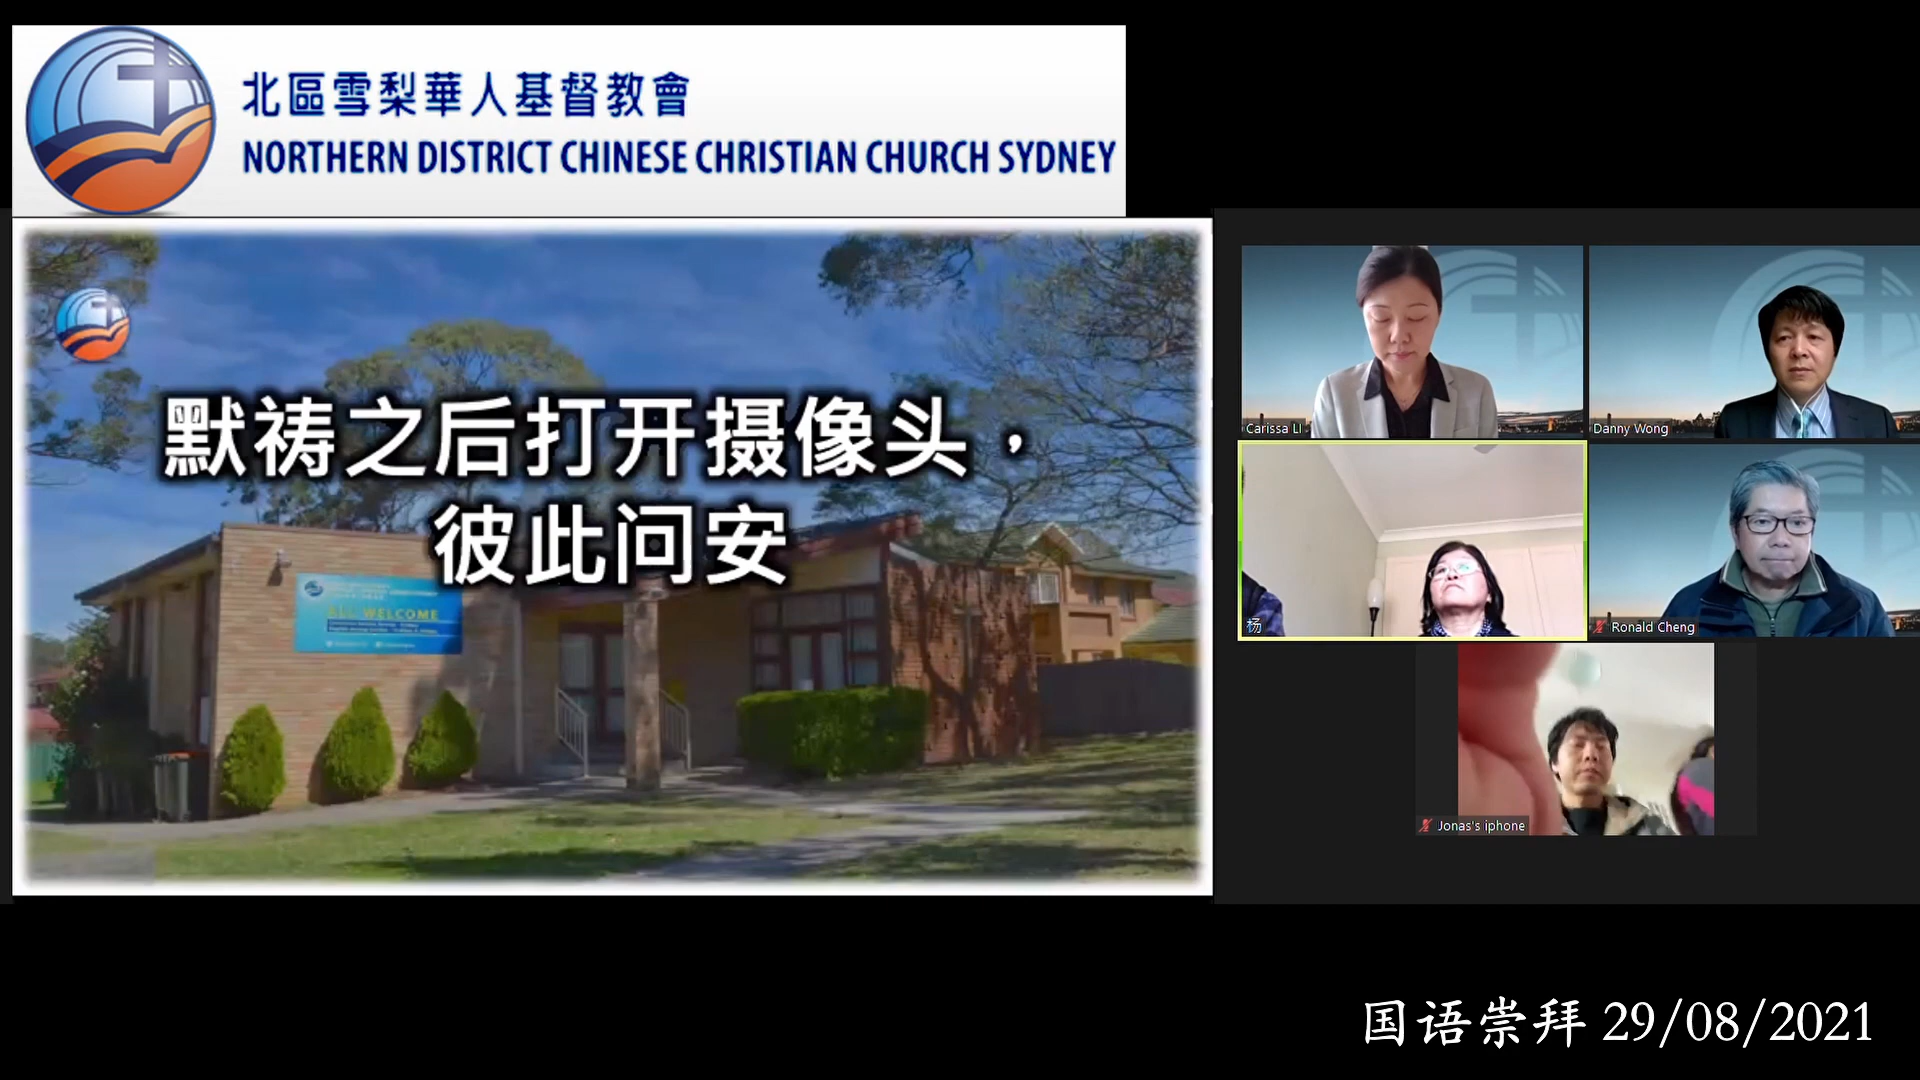 北區雪梨華人基督教會
NORTHERN DISTRICT CHINESE CHRISTIAN CHURCH SYDNEY
默祷之后打开摄像头，
彼此问安
ALL WELCOME
Carissa LI
Danny Wong
杨
Ronald Cheng
Jonas's iphone
国语崇拜 29/08/2021